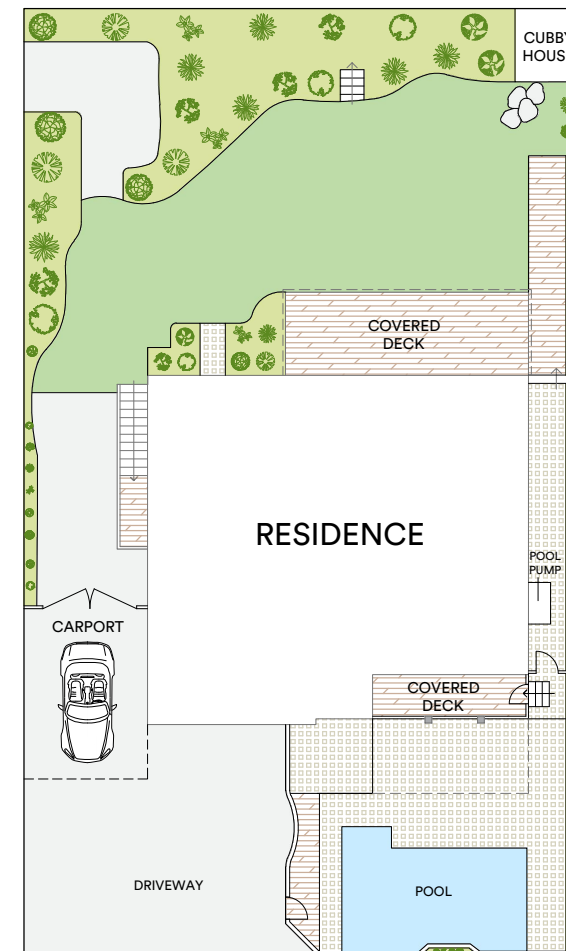 CUBBY
HOUS
COVERED
DECK
RESIDENCE
POOL
PUMP
CARPORT
COVERED
DECK
DRIVEWAY
POOL